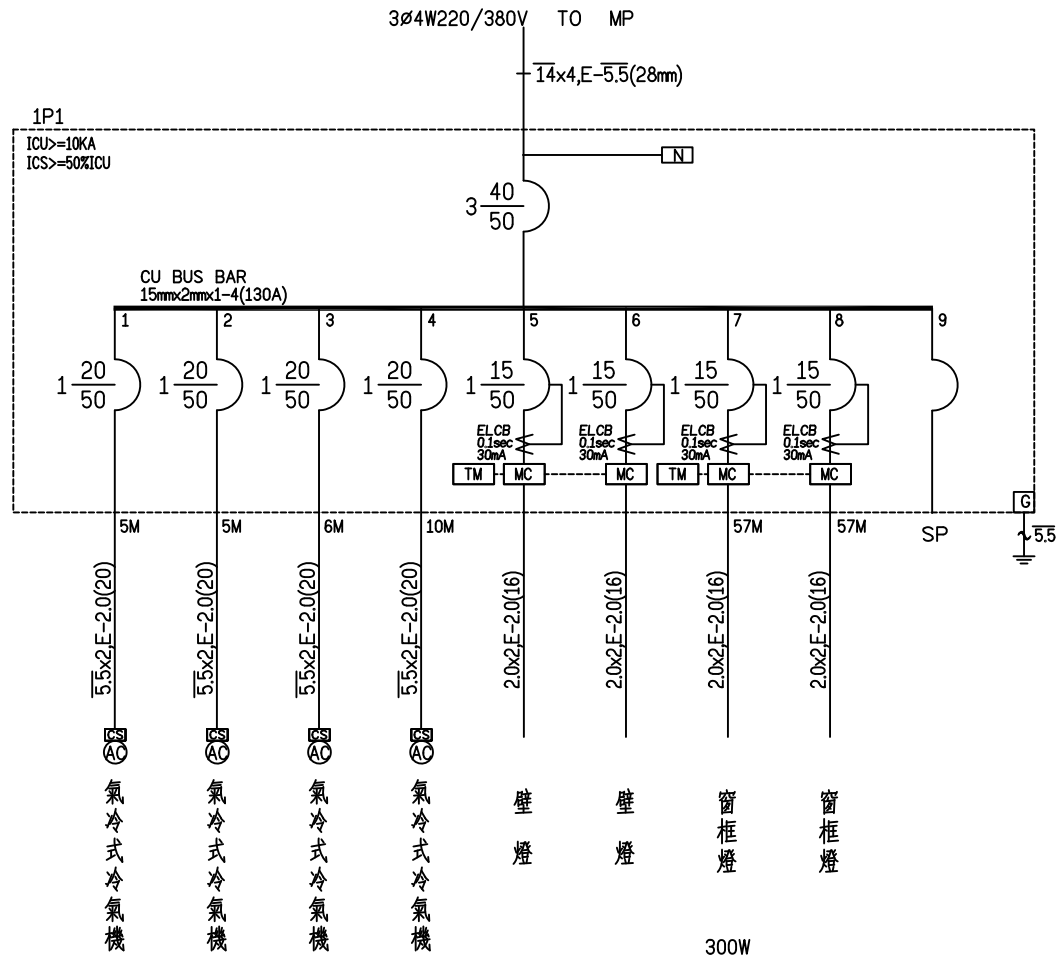 3Ø4W220/380V TO MP
14x4,E-5.5(28mm)
1P1
ICU>=10KA
ICS>=50%ICU
N
3 40
50
CU BUS BAR
15mmx2mmx1-4(130A)
1 2 3 4 5 6 7 8 9
1 20
50
1 20
50
1 20
50
1 20
50
1 15
50
1 15
50
1 15
50
1 15
50
ELCB
0.1sec
30mA
ELCB
0.1sec
30mA
ELCB
0.1sec
30mA
ELCB
0.1sec
30mA
TM MC MC TM MC MC
G
5M 5M 6M 10M 57M 57M SP
5.5
5.5x2,E-2.0(20)
5.5x2,E-2.0(20)
5.5x2,E-2.0(20)
5.5x2,E-2.0(20)
2.0x2,E-2.0(16)
2.0x2,E-2.0(16)
2.0x2,E-2.0(16)
2.0x2,E-2.0(16)
CS CS CS CS
AC AC AC AC
氣冷式冷氣機
氣冷式冷氣機
氣冷式冷氣機
氣冷式冷氣機
壁燈
壁燈
窗框燈
窗框燈
300W